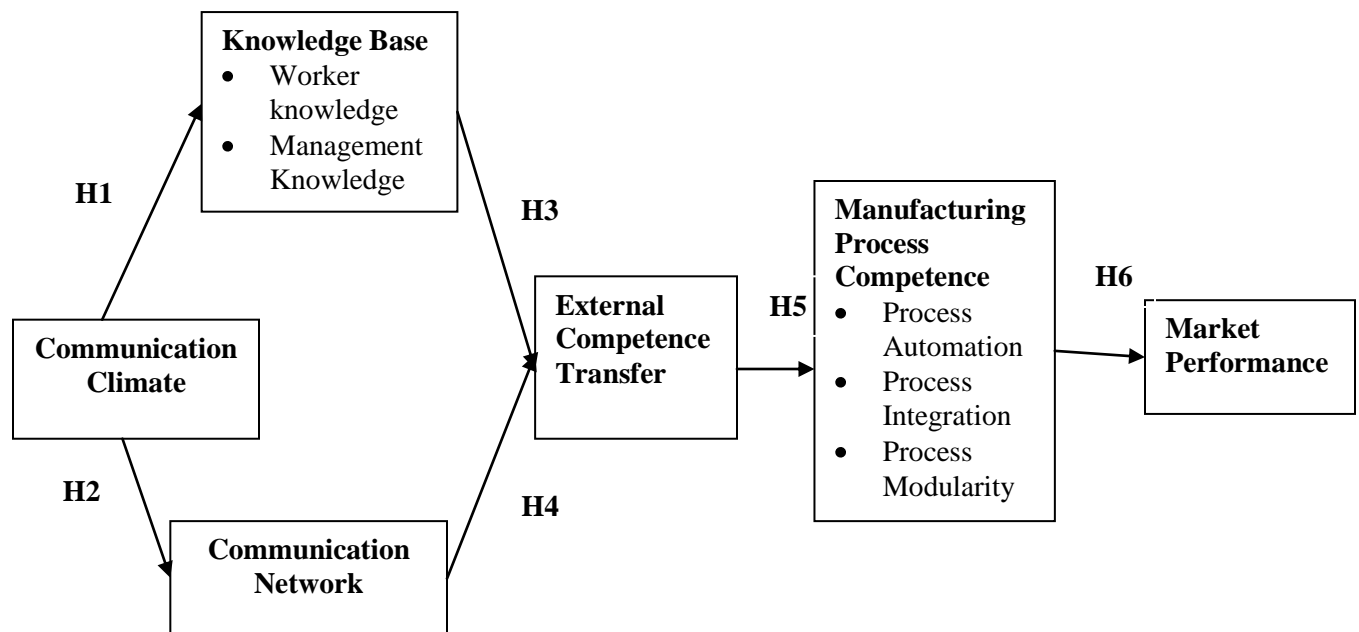 Knowledge Base
• Worker
knowledge
• Management
Knowledge
H1
H3
Communication
Climate
H2
Communication
Network
H4
External
Competence
Transfer
H5
Manufacturing
Process
Competence
• Process
Automation
• Process
Integration
• Process
Modularity
H6
Market
Performance